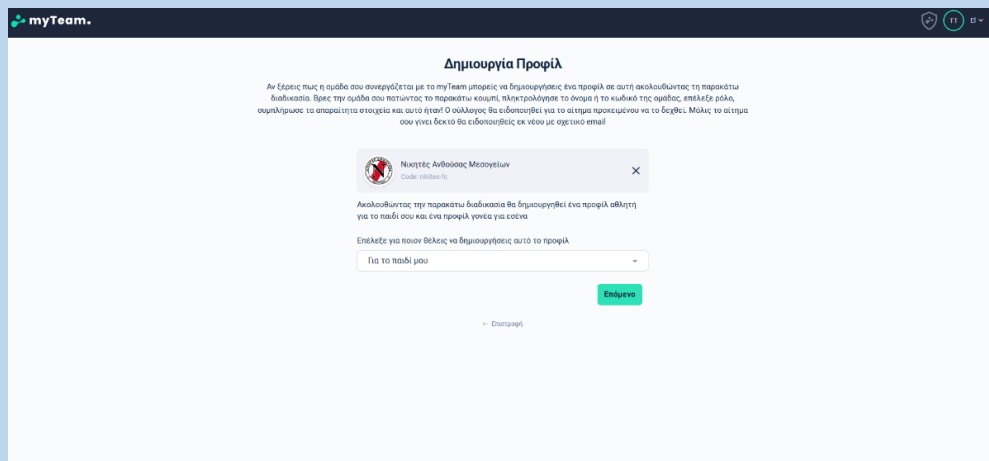 myTeam.
TT
El
Δημιουργία Προφίλ
Αν ξέρεις πως η ομάδα σου συνεργάζεται με το myTeam μπορείς να δημιουργήσεις ένα προφίλ σε αυτή ακολουθώντας τη παρακάτω
διαδικασία. Βρες την ομάδα σου πατώντας το παρακάτω κουμπί, πληκτρολόγησε το όνομα ή το κωδικό της ομάδας, επέλεξε ρόλο,
συμπλήρωσε τα απαραίτητα στοιχεία και αυτό ήταν! Ο σύλλογος θα ειδοποιηθεί για το αίτημα προκειμένου να το δεχθεί. Μόλις το αίτημα
σου γίνει δεκτό θα ειδοποιηθείς εκ νέου με σχετικό email
N
Νικητές Ανθούσας Μεσογείων
Code: nikites-fc
Ακολουθώντας την παρακάτω διαδικασία θα δημιουργηθεί ένα προφίλ αθλητή
για το παιδί σου και ένα προφίλ γονέα για εσένα
Επέλεξε για ποιον θέλεις να δημιουργήσεις αυτό το προφίλ
Για το παιδί μου
Επόμενο
← Επιστροφή